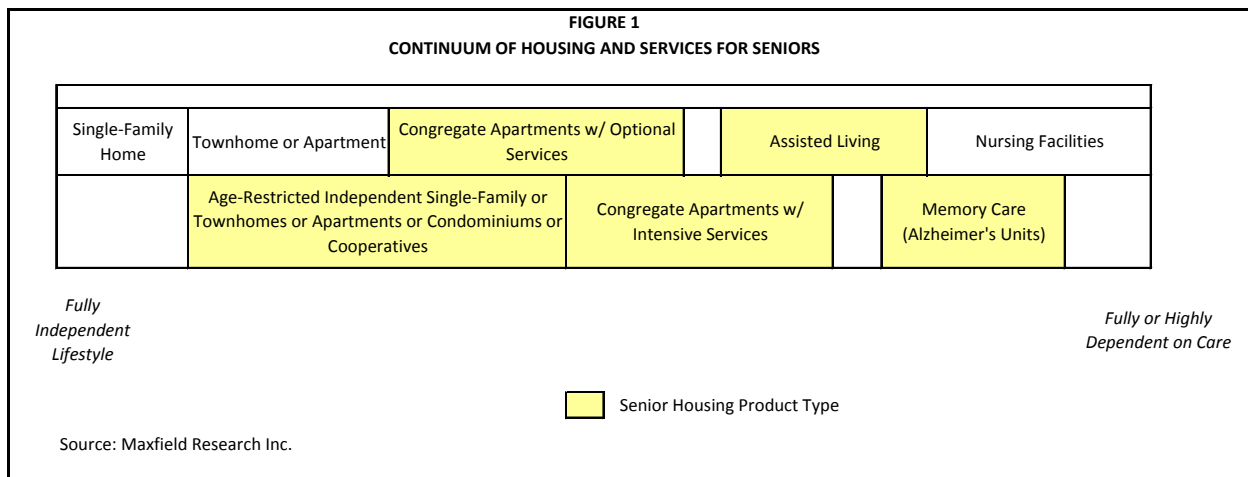 FIGURE 1
CONTINUUM OF HOUSING AND SERVICES FOR SENIORS
Single-Family
Home
Townhome or Apartment
Congregate Apartments w/ Optional
Services
Assisted Living
Nursing Facilities
Age-Restricted Independent Single-Family or
Townhomes or Apartments or Condominiums or
Cooperatives
Congregate Apartments w/
Intensive Services
Memory Care
(Alzheimer's Units)
Fully
Independent
Lifestyle
Fully or Highly
Dependent on Care
Senior Housing Product Type
Source: Maxfield Research Inc.